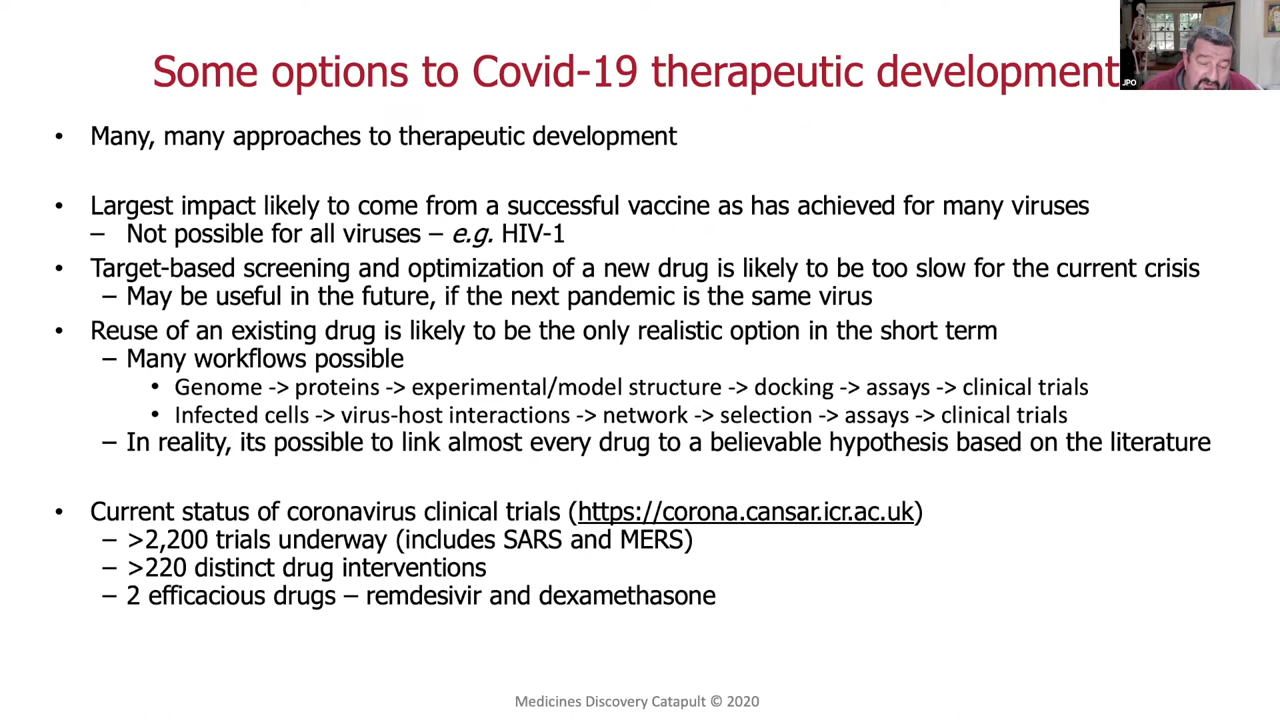 Some options to Covid-19 therapeutic development
JPO
• Many, many approaches to therapeutic development
• Largest impact likely to come from a successful vaccine as has achieved for many viruses
– Not possible for all viruses – e.g. HIV-1
• Target-based screening and optimization of a new drug is likely to be too slow for the current crisis
– May be useful in the future, if the next pandemic is the same virus
• Reuse of an existing drug is likely to be the only realistic option in the short term
– Many workflows possible
• Genome -> proteins -> experimental/model structure -> docking -> assays -> clinical trials
• Infected cells -> virus-host interactions -> network -> selection -> assays -> clinical trials
– In reality, its possible to link almost every drug to a believable hypothesis based on the literature
• Current status of coronavirus clinical trials (https://corona.cansar.icr.ac.uk)
– >2,200 trials underway (includes SARS and MERS)
– >220 distinct drug interventions
– 2 efficacious drugs – remdesivir and dexamethasone
Medicines Discovery Catapult © 2020